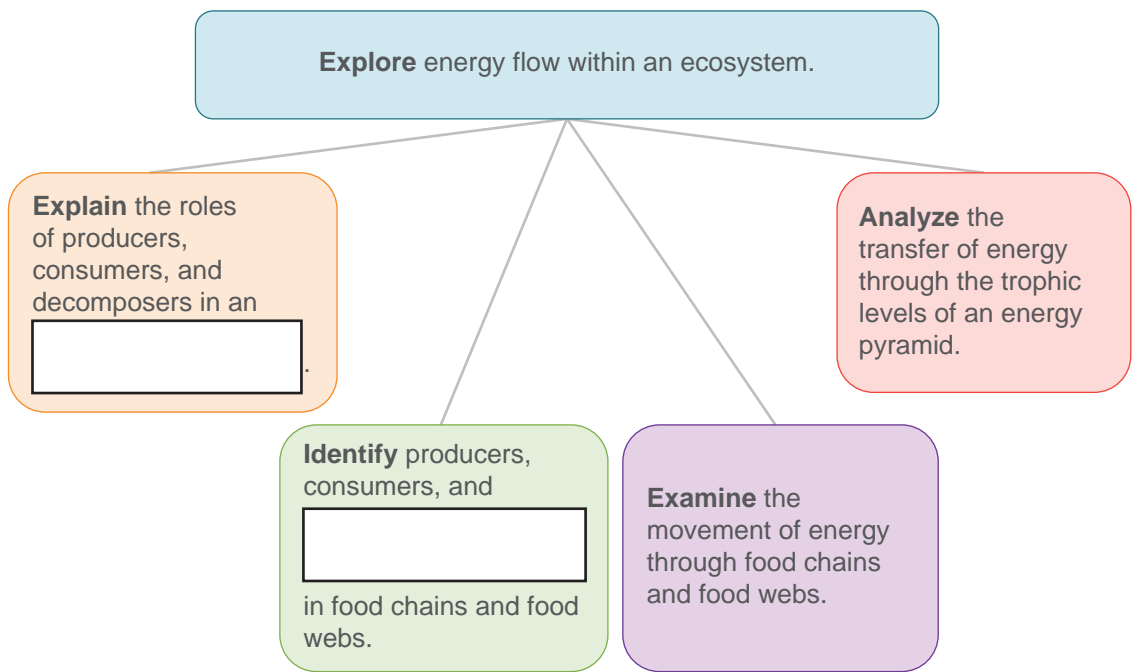 Explore energy flow within an ecosystem.
Explain the roles
of producers,
consumers, and
decomposers in an
.
Identify producers,
consumers, and
in food chains and food
webs.
Examine the
movement of energy
through food chains
and food webs.
Analyze the
transfer of energy
through the trophic
levels of an energy
pyramid.